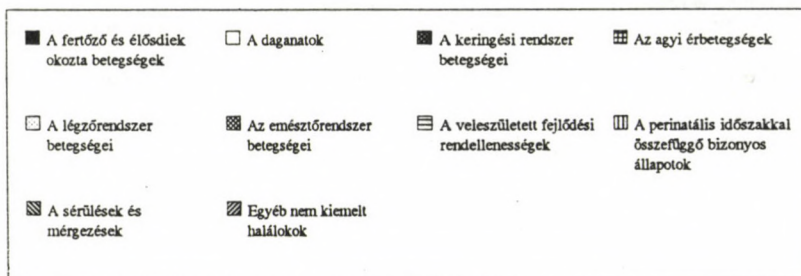 A fertőző és élősdiek
okozta betegségek
A daganatok
A keringési rendszer
betegségei
Az agyi érbetegségek
A légzőrendszer
betegségei
Az emésztőrendszer
betegségei
A veleszületett fejlődési
rendellenességek
A perinatális időszakkal
összefüggő bizonyos
állapotok
A sérülések és
mérgezések
Egyéb nem kiemelt
halálokok